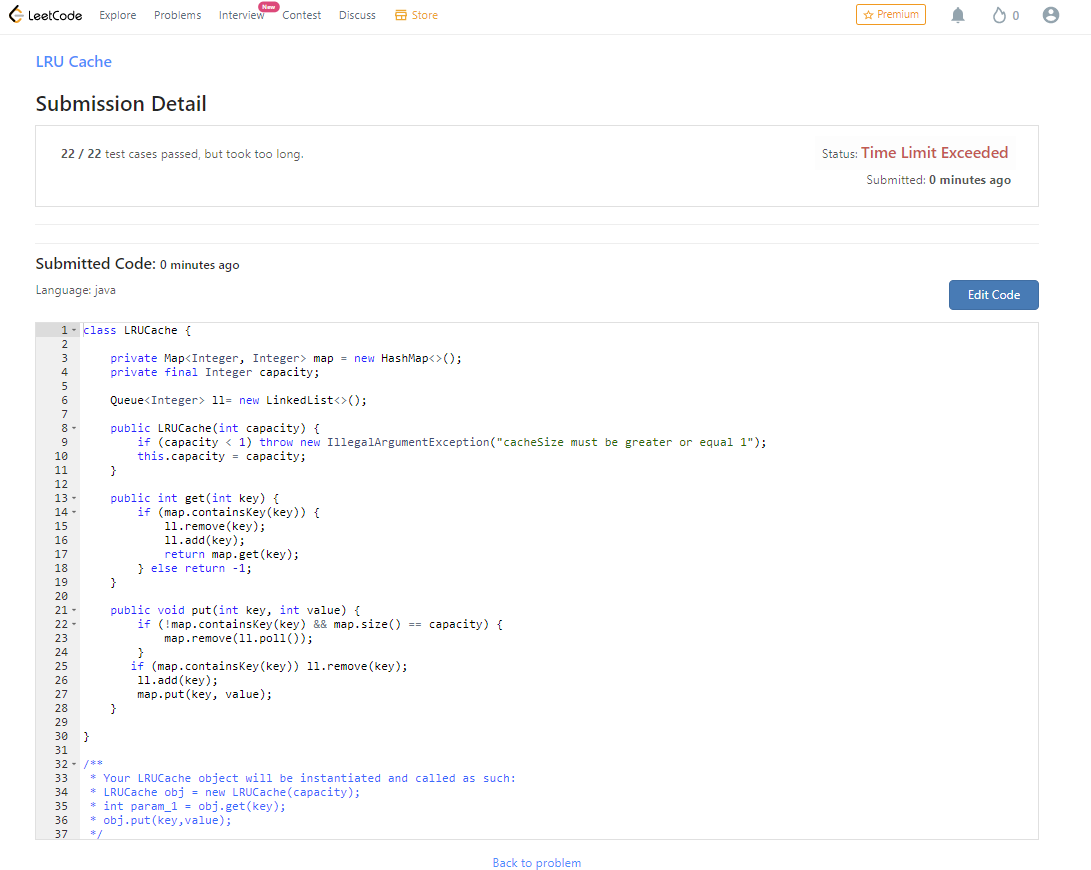 LeetCode Explore Problems Interview New Contest Discuss Store Premium 0
LRU Cache
Submission Detail
22 / 22 test cases passed, but took too long. Status: Time Limit Exceeded
Submitted: 0 minutes ago
Submitted Code: 0 minutes ago
Language: java
Edit Code
1 class LRUCache {
2
3     private Map<Integer, Integer> map = new HashMap<>();
4     private final Integer capacity;
5
6     Queue<Integer> ll= new LinkedList<>();
7
8     public LRUCache(int capacity) {
9         if (capacity < 1) throw new IllegalArgumentException("cacheSize must be greater or equal 1");
10         this.capacity = capacity;
11     }
12
13     public int get(int key) {
14         if (map.containsKey(key)) {
15             ll.remove(key);
16             ll.add(key);
17             return map.get(key);
18         } else return -1;
19     }
20
21     public void put(int key, int value) {
22         if (!map.containsKey(key) && map.size() == capacity) {
23             map.remove(ll.poll());
24         }
25        if (map.containsKey(key)) ll.remove(key);
26         ll.add(key);
27         map.put(key, value);
28     }
29
30 }
31
32 /**
33  * Your LRUCache object will be instantiated and called as such:
34  * LRUCache obj = new LRUCache(capacity);
35  * int param_1 = obj.get(key);
36  * obj.put(key,value);
37  */
Back to problem